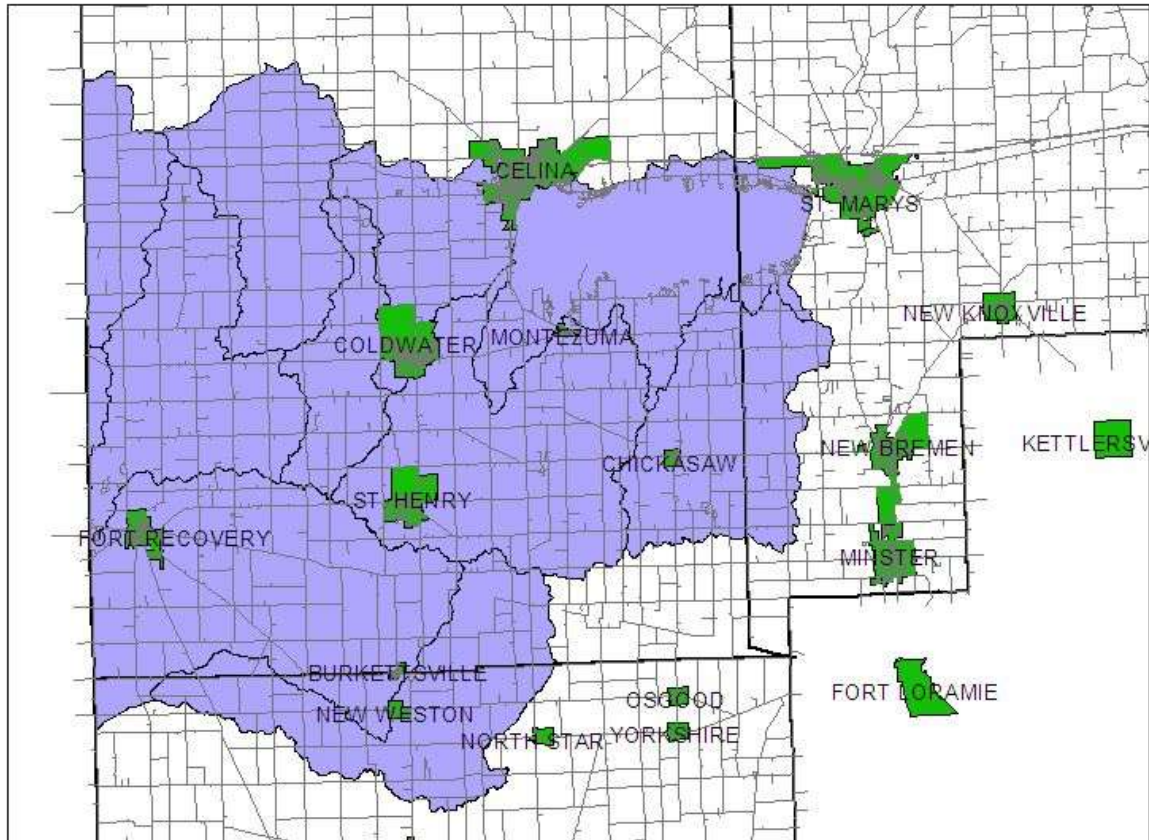 CELINA
ST MARYS
NEW KNOXVILLE
COLDWATER
MONTEZUMA
NEW BREMEN
KETTLERSV
CHICKASAW
ST HENRY
FORT RECOVERY
MINSTER
BURKETTSVILLE
NEW WESTON
OSGOOD
FORT LORAMIE
NORTH STAR
YORKSHIRE